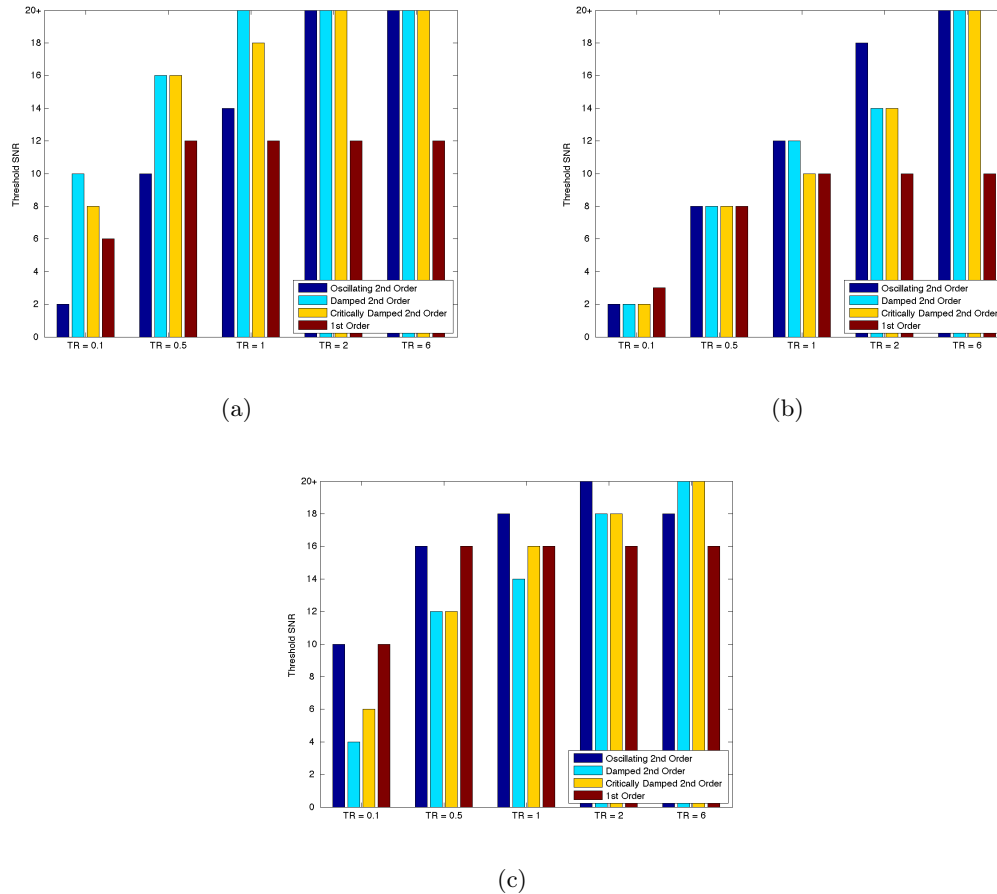 20+
18
16
14
12
10
8
6
4
2
0
Threshold SNR
TR = 0.1 TR = 0.5 TR = 1 TR = 2 TR = 6
Oscillating 2nd Order
Damped 2nd Order
Critically Damped 2nd Order
1st Order
(a)
20+
18
16
14
12
10
8
6
4
2
0
Threshold SNR
TR = 0.1 TR = 0.5 TR = 1 TR = 2 TR = 6
Oscillating 2nd Order
Damped 2nd Order
Critically Damped 2nd Order
1st Order
(b)
20+
18
16
14
12
10
8
6
4
2
0
Threshold SNR
TR = 0.1 TR = 0.5 TR = 1 TR = 2 TR = 6
Oscillating 2nd Order
Damped 2nd Order
Critically Damped 2nd Order
1st Order
(c)